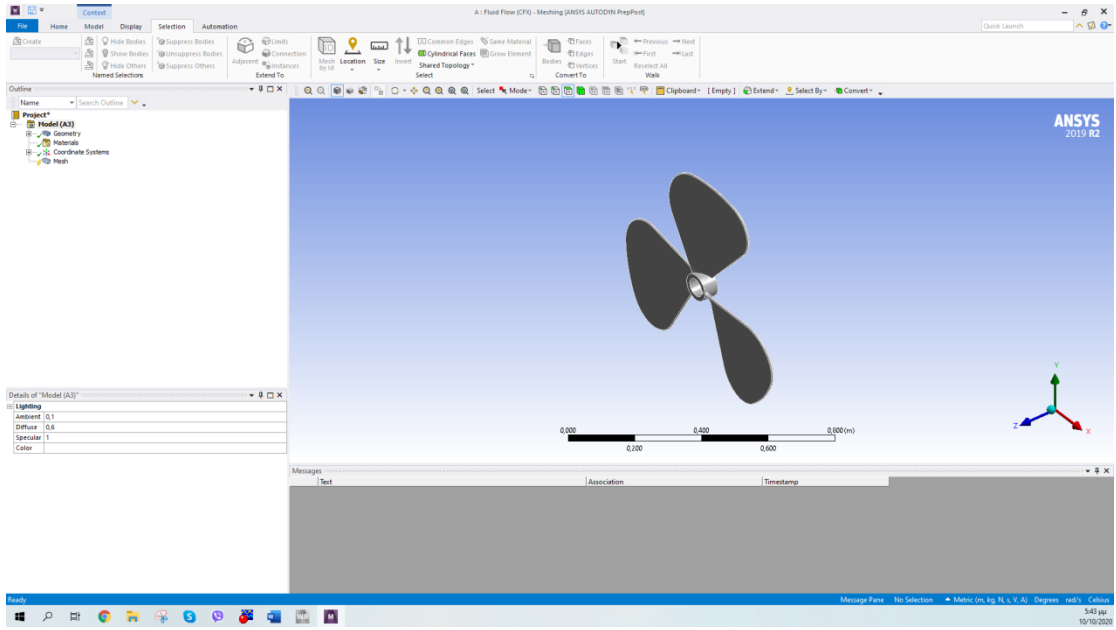 Context
A : Fluid Flow (CFX) - Meshing [ANSYS AUTODYN PrepPost]
File Home Model Display Selection Automation
Quick Launch
Create
Hide Bodies
Show Bodies
Hide Others
Suppress Bodies
Unsuppress Bodies
Suppress Others
Named Selections
Adjacent
Limits
Connection
Instances
Extend To
Mesh by Id
Location
Size
Invert
Common Edges
Cylindrical Faces
Shared Topology
Same Material
Grow Element
Select
Bodies
Faces
Edges
Vertices
Convert To
Start
Previous Next
First Last
Reselect All
Walk
Outline
Name Search Outline
Select Mode Clipboard [ Empty ] Extend Select By Convert
Project*
Model (A3)
Geometry
Materials
Coordinate Systems
Mesh
ANSYS
2019 R2
Details of "Model (A3)"
Lighting
Ambient 0,1
Diffuse 0,6
Specular 1
Color
0,000 0,400 0,800 (m)
0,200 0,600
Y
Z
X
Messages
Text Association Timestamp
Ready
Message Pane No Selection Metric (m, kg, N, s, V, A) Degrees rad/s Celsius
WB M
5:43 μμ
10/10/2020